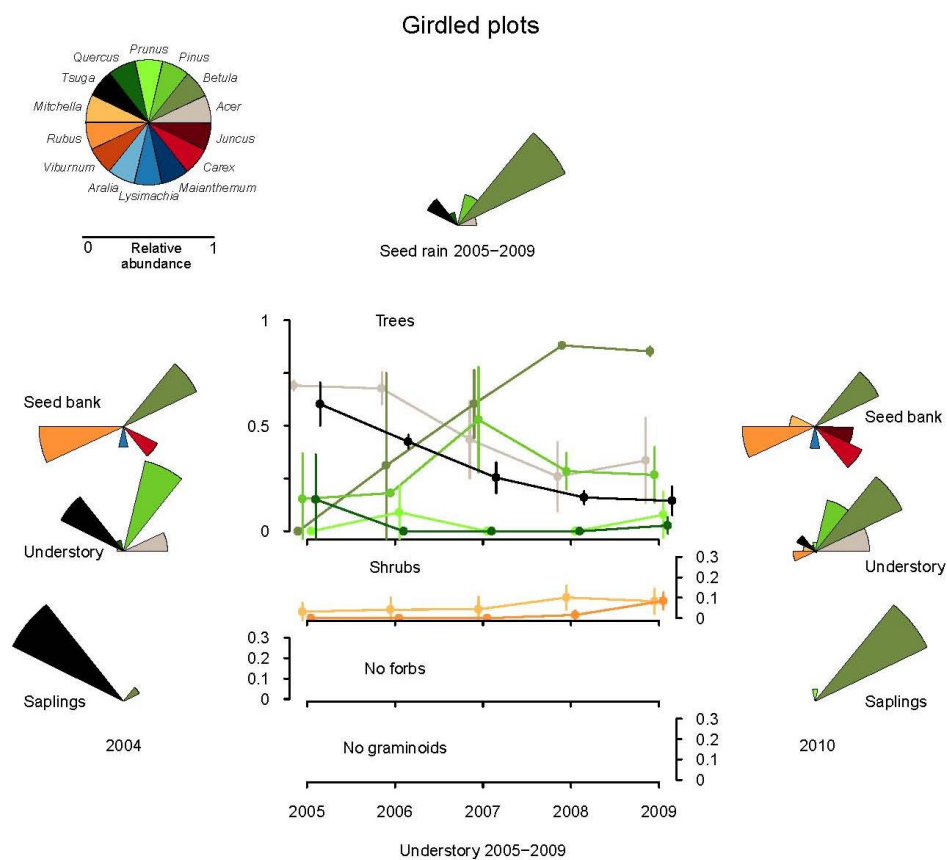 Girdled plots
Prunus
Quercus
Pinus
Tsuga
Betula
Mitchella
Acer
Rubus
Juncus
Viburnum
Carex
Aralia
Maianthemum
Lysimachia
0 Relative abundance 1
Seed rain 2005−2009
1
Trees
0.5
0
Seed bank
Understory
Saplings
2004
Seed bank
Understory
Saplings
2010
Shrubs
0.3
0.2
0.1
0
0.3
0.2
0.1
0
No forbs
0.3
0.2
0.1
0
No graminoids
2005 2006 2007 2008 2009
Understory 2005−2009